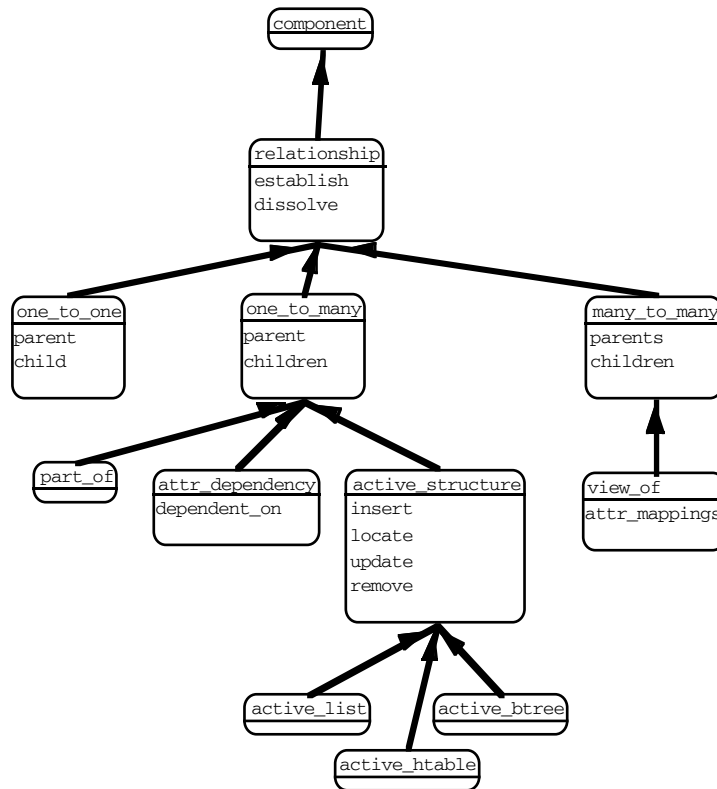 component
relationship
establish
dissolve
one_to_one
parent
child
one_to_many
parent
children
many_to_many
parents
children
part_of
attr_dependency
dependent_on
active_structure
insert
locate
update
remove
view_of
attr_mappings
active_list
active_btree
active_htable